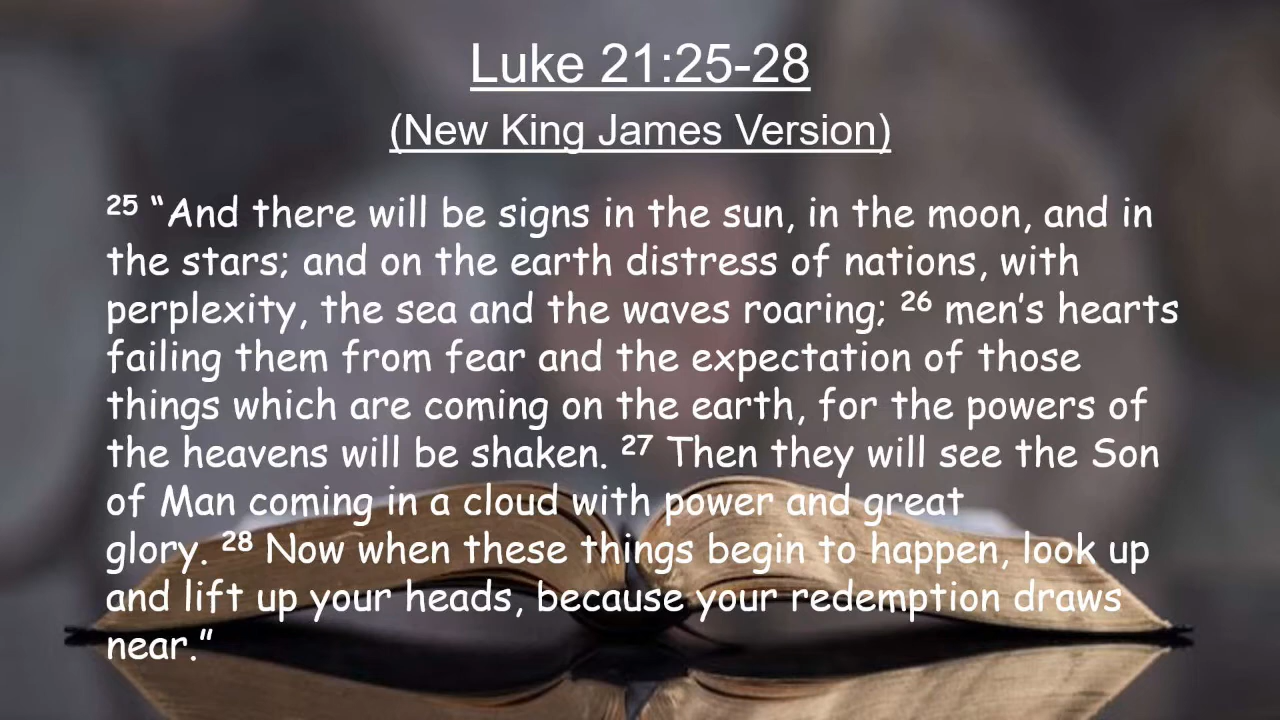 Luke 21:25-28
(New King James Version)
25 “And there will be signs in the sun, in the moon, and in
the stars; and on the earth distress of nations, with
perplexity, the sea and the waves roaring; 26 men’s hearts
failing them from fear and the expectation of those
things which are coming on the earth, for the powers of
the heavens will be shaken. 27 Then they will see the Son
of Man coming in a cloud with power and great
glory. 28 Now when these things begin to happen, look up
and lift up your heads, because your redemption draws
near.”